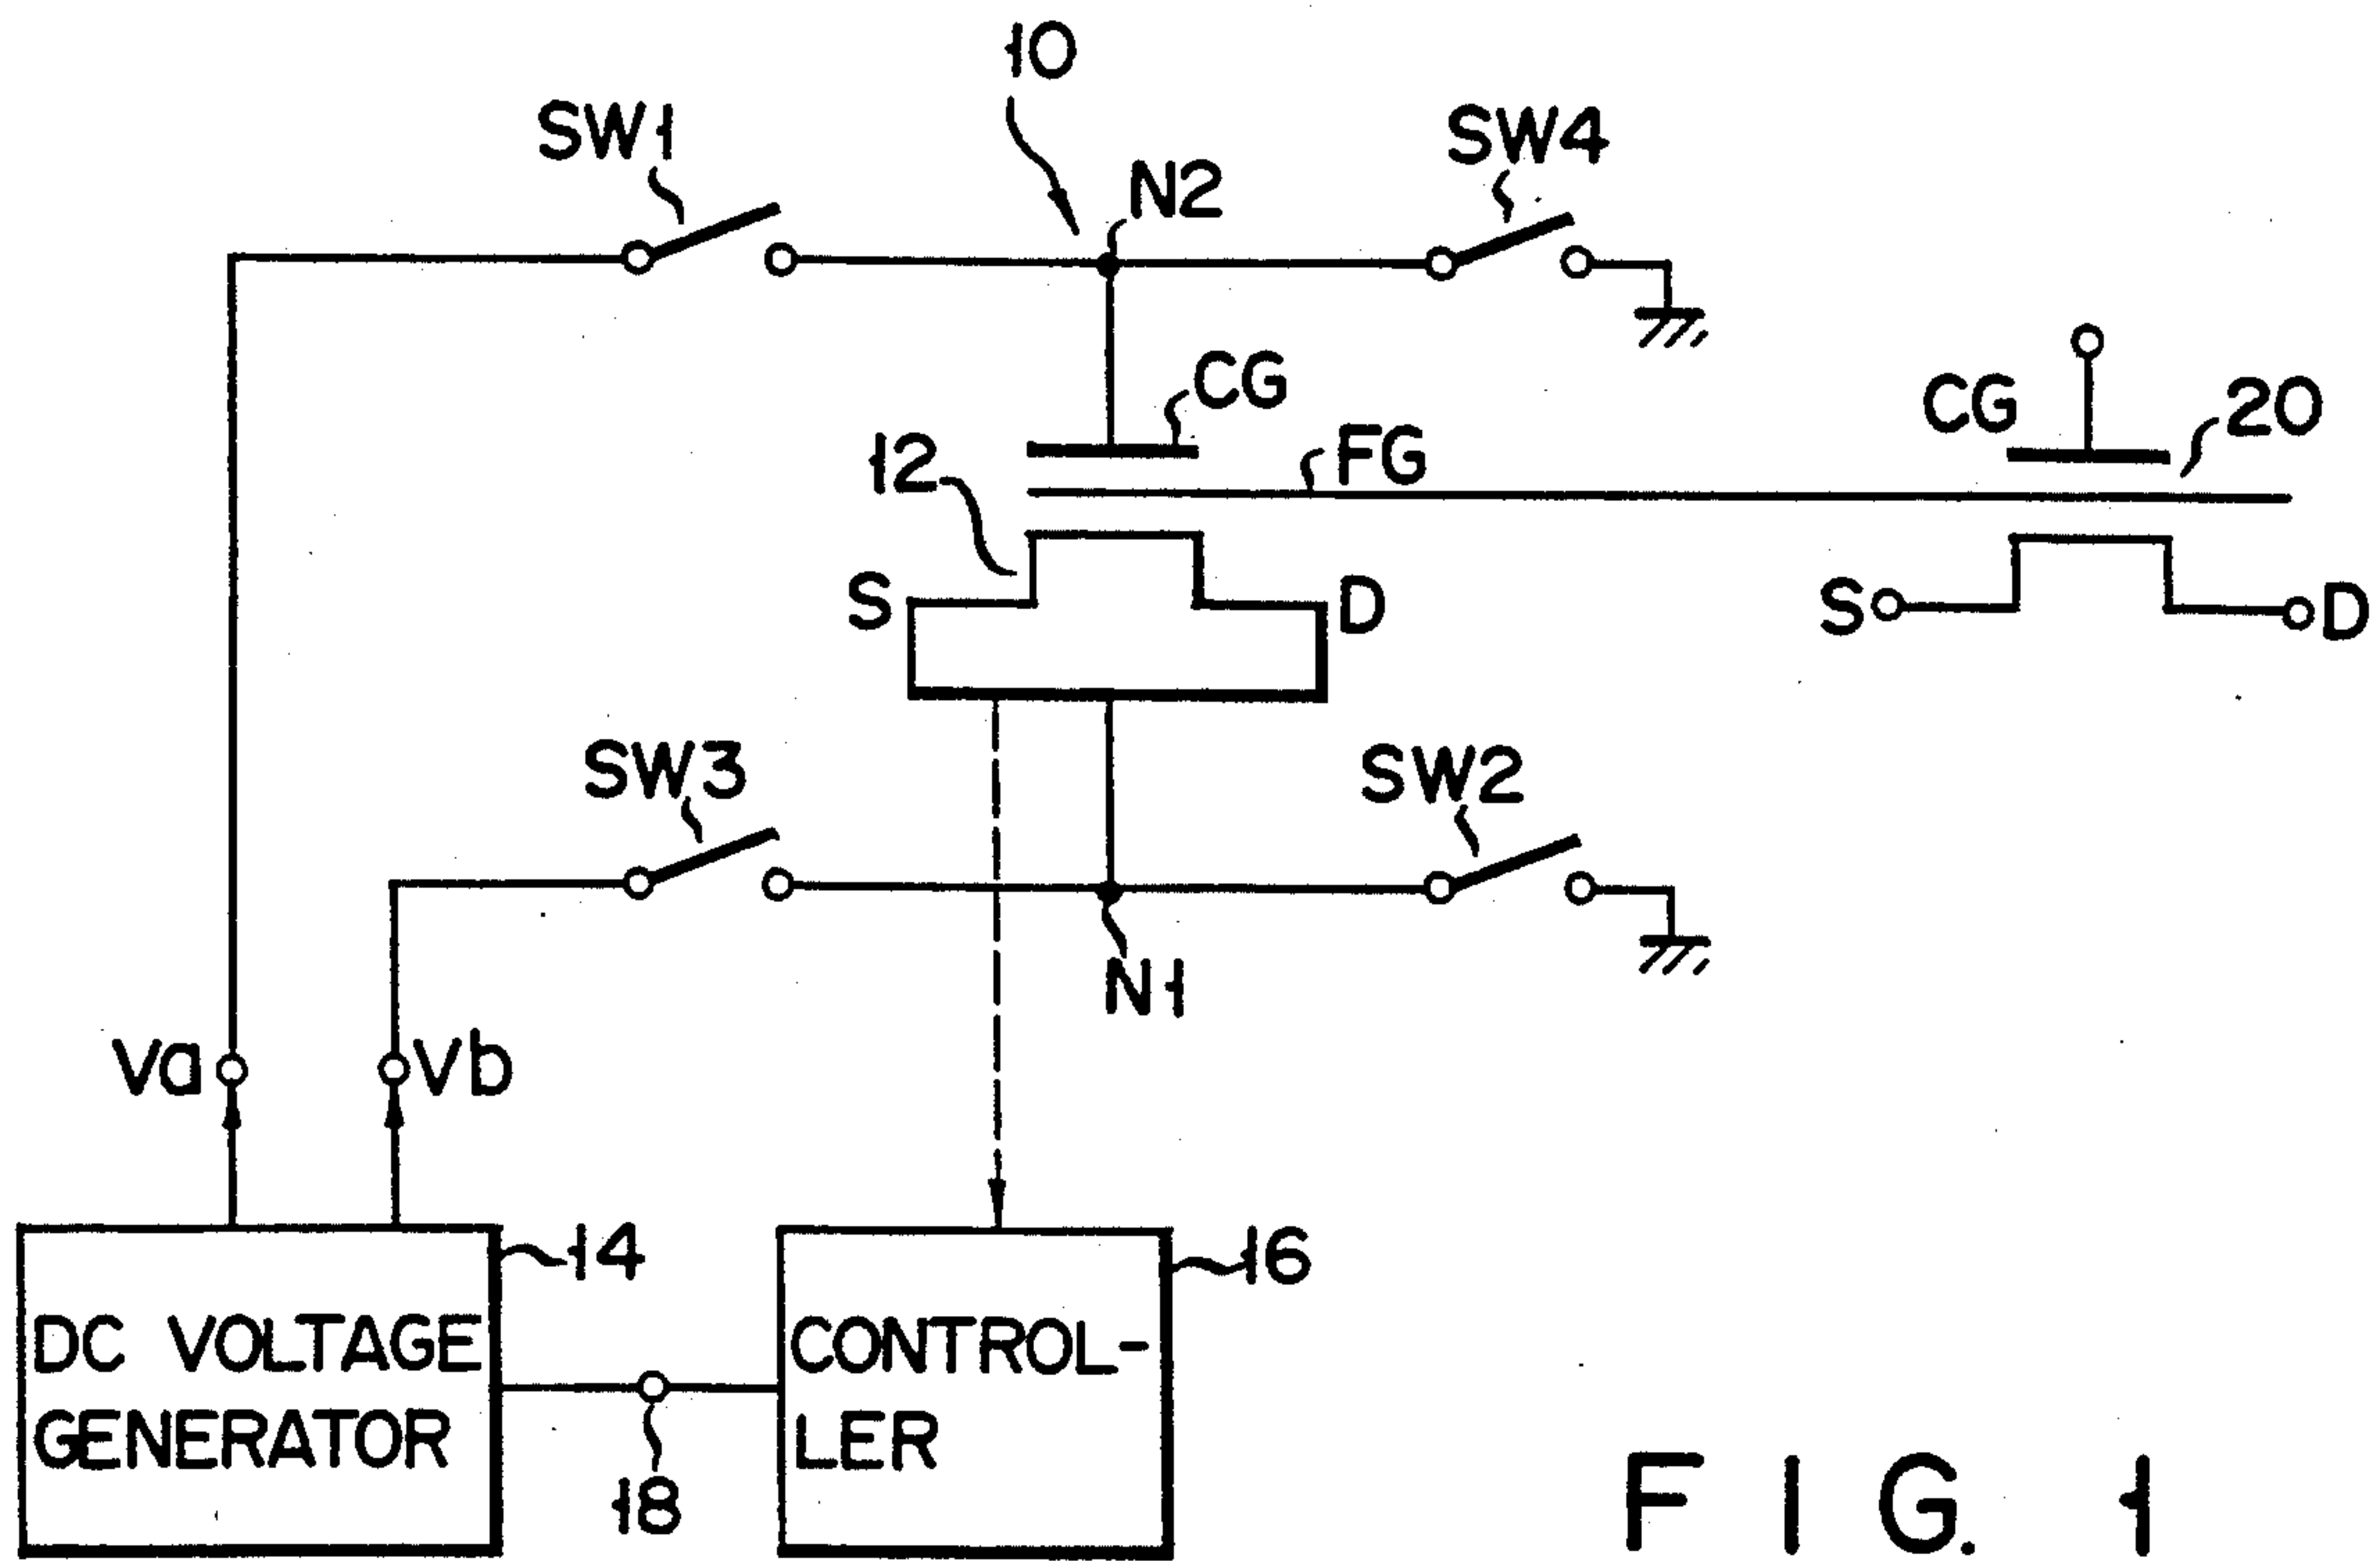 10
SW1
SW4
N2
CG
CG
20
12
FG
S
D
S
D
SW3
SW2
N1
Va
Vb
14
16
DC VOLTAGE
GENERATOR
CONTROL-
LER
18
FIG. 1